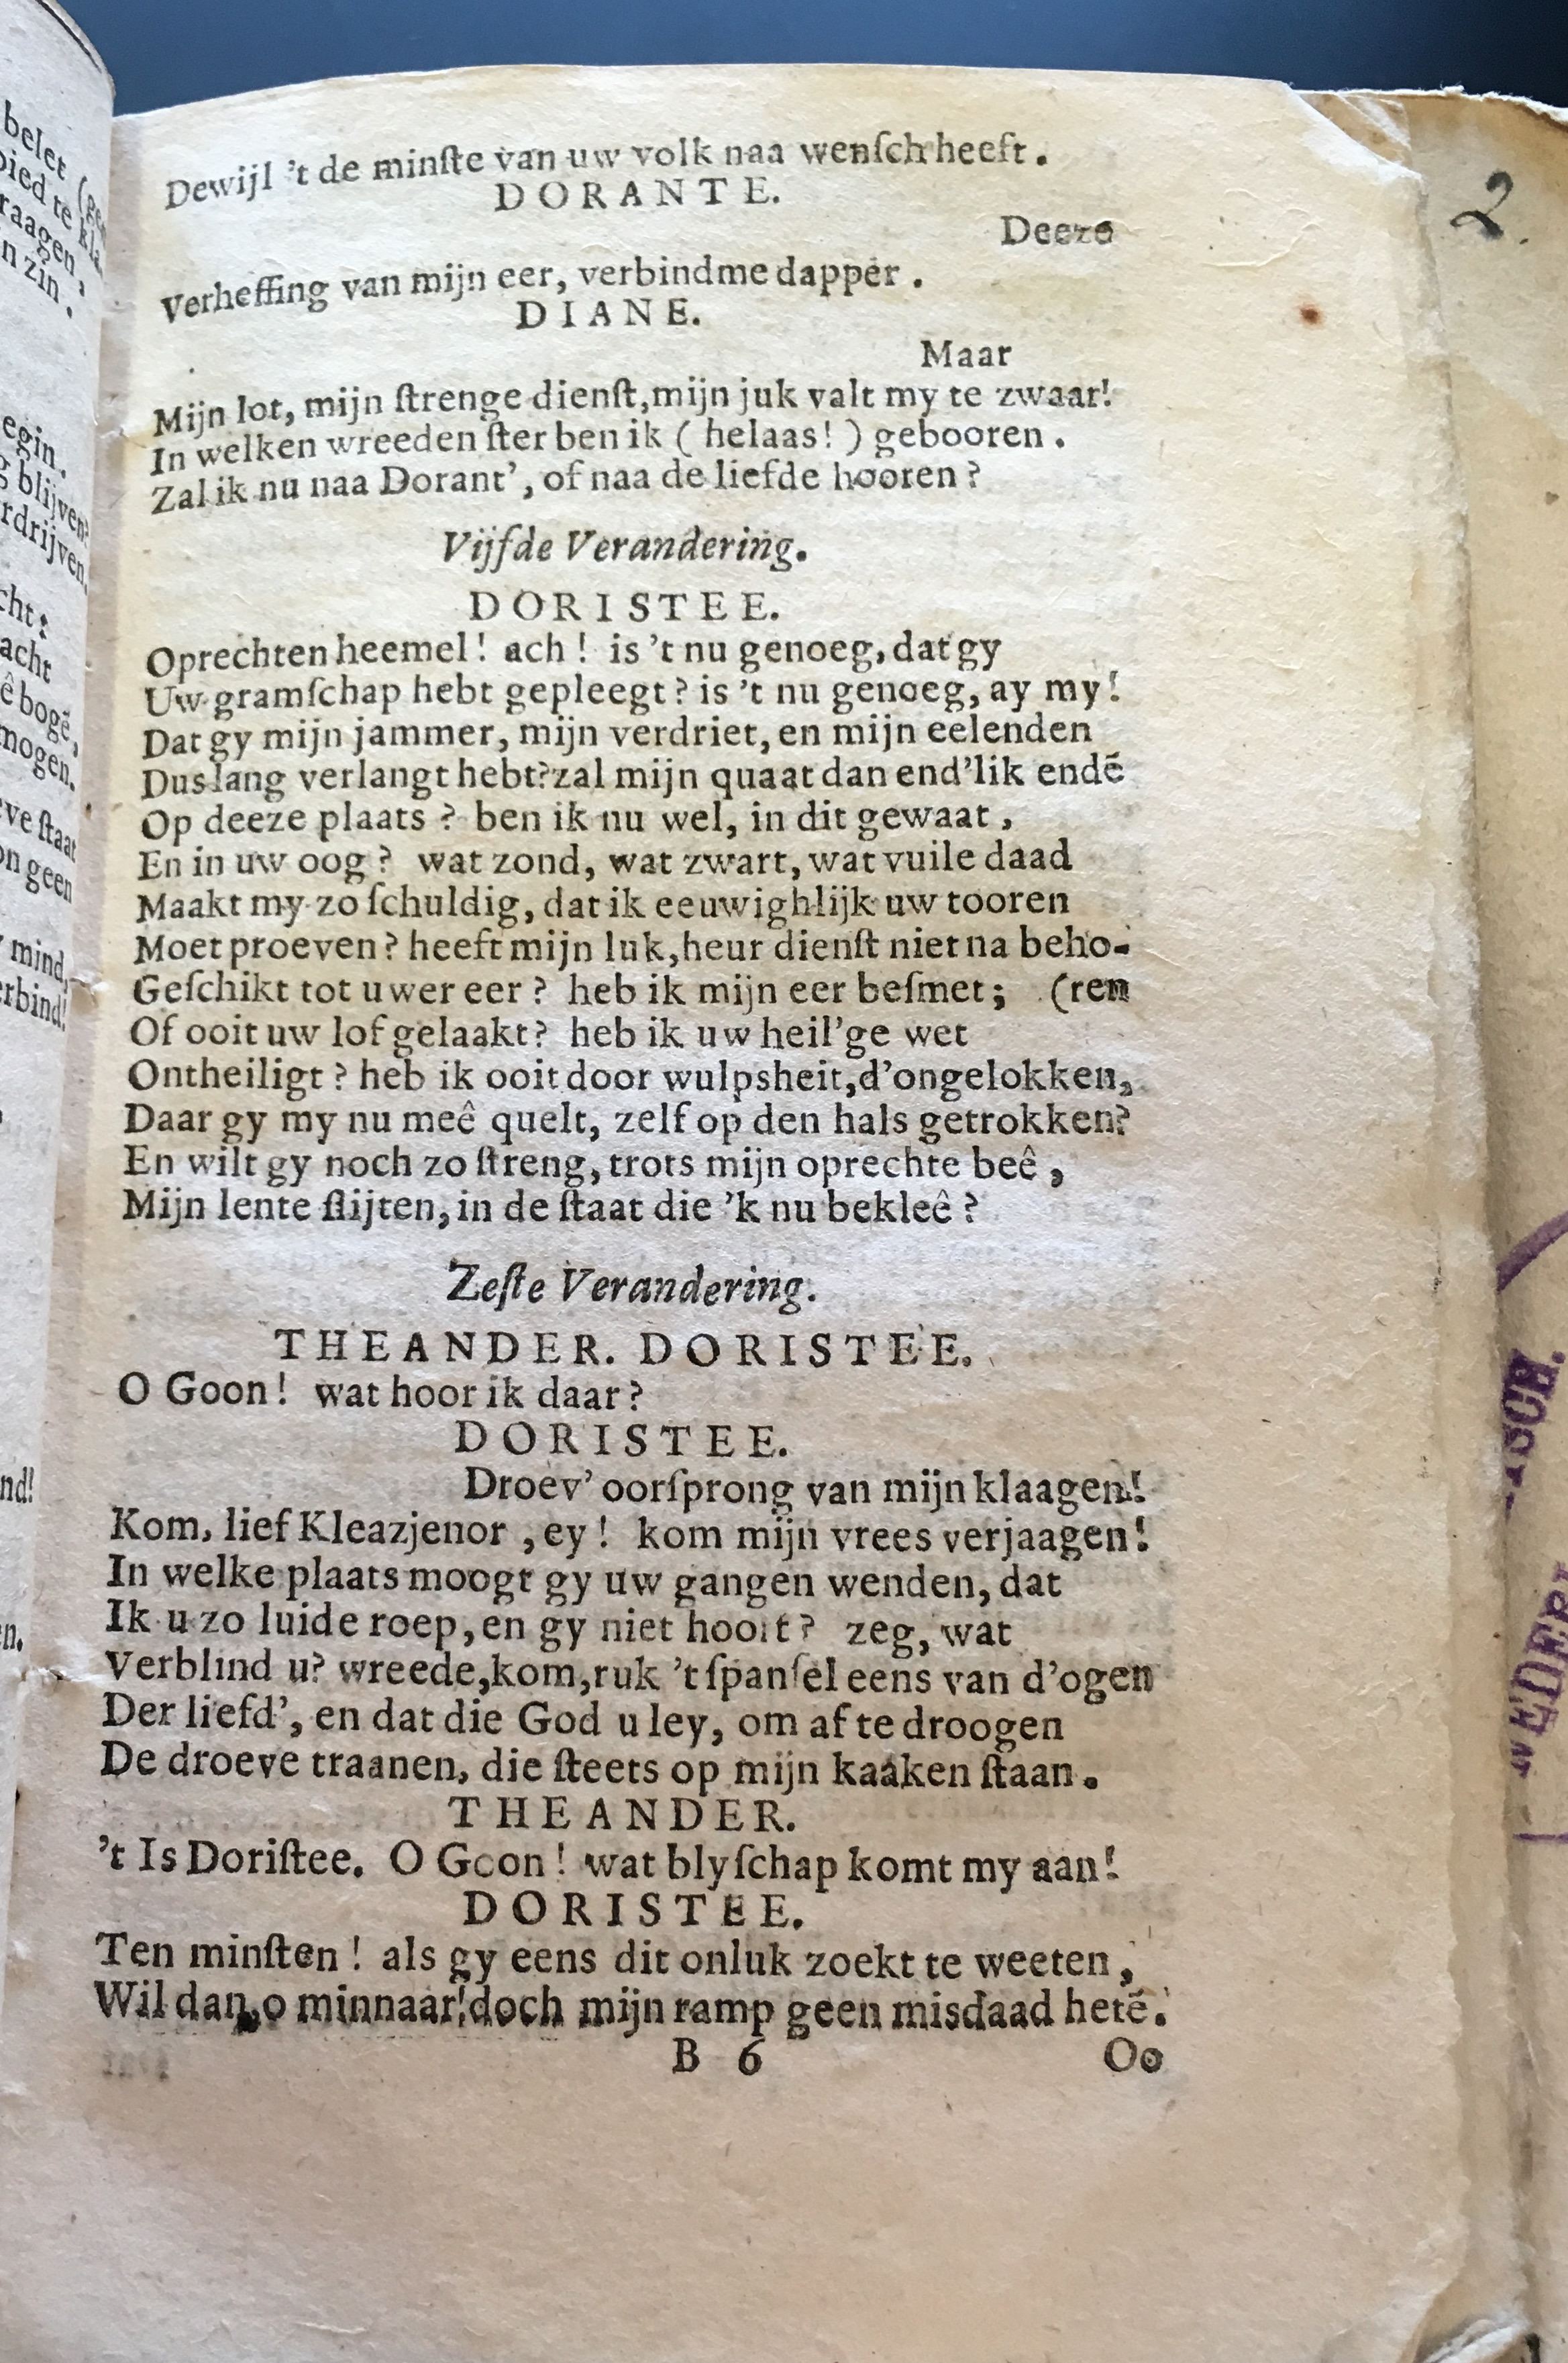 Dewijl 't de minſte van uw volk naa wenſch heeft.
DORANTE.
Deeze
Verheffing van mijn eer, verbindme dapper.
DIANE.
Maar
Mijn lot, mijn ſtrenge dienſt, mijn juk valt my te zwaar!
In welken wreeden ſter ben ik ( helaas! ) gebooren.
Zal ik nu naa Dorant', of naa de liefde hooren?
Vijfde Verandering.
DORISTEE.
Oprechten heemel! ach! is 't nu genoeg, dat gy
Uw gramſchap hebt gepleegt? is 't nu genoeg, ay my!
Dat gy mijn jammer, mijn verdriet, en mijn eelenden
Dus lang verlangt hebt? zal mijn quaat dan end'lik endē
Op deeze plaats? ben ik nu wel, in dit gewaat,
En in uw oog? wat zond, wat zwart, wat vuile daad
Maakt my zo ſchuldig, dat ik eeuwighlijk uw tooren
Moet proeven? heeft mijn luk, heur dienſt niet na beho-
Geſchikt tot uwer eer? heb ik mijn eer beſmet; (ren
Of ooit uw lof gelaakt? heb ik uw heil'ge wet
Ontheiligt? heb ik ooit door wulpsheit, d'ongelokken,
Daar gy my nu meê quelt, zelf op den hals getrokken?
En wilt gy noch zo ſtreng, trots mijn oprechte beê,
Mijn lente ſlijten, in de ſtaat die 'k nu bekleê?
Zeſte Verandering.
THEANDER. DORISTEE.
O Goon! wat hoor ik daar?
DORISTEE.
Droev' oorſprong van mijn klaagen!
Kom, lief Kleazjenor, ey! kom mijn vrees verjaagen!
In welke plaats moogt gy uw gangen wenden, dat
Ik u zo luide roep, en gy niet hoort? zeg, wat
Verblind u? wreede, kom, ruk 't ſpanſel eens van d'ogen
Der liefd', en dat die God u ley, om af te droogen
De droeve traanen, die ſteets op mijn kaaken ſtaan.
THEANDER.
't Is Doriſtee. O Goon! wat blyſchap komt my aan!
DORISTEE.
Ten minſten! als gy eens dit onluk zoekt te weeten,
Wil dan, o minnaar! doch mijn ramp geen misdaad hetē.
B 6 Oo
2.